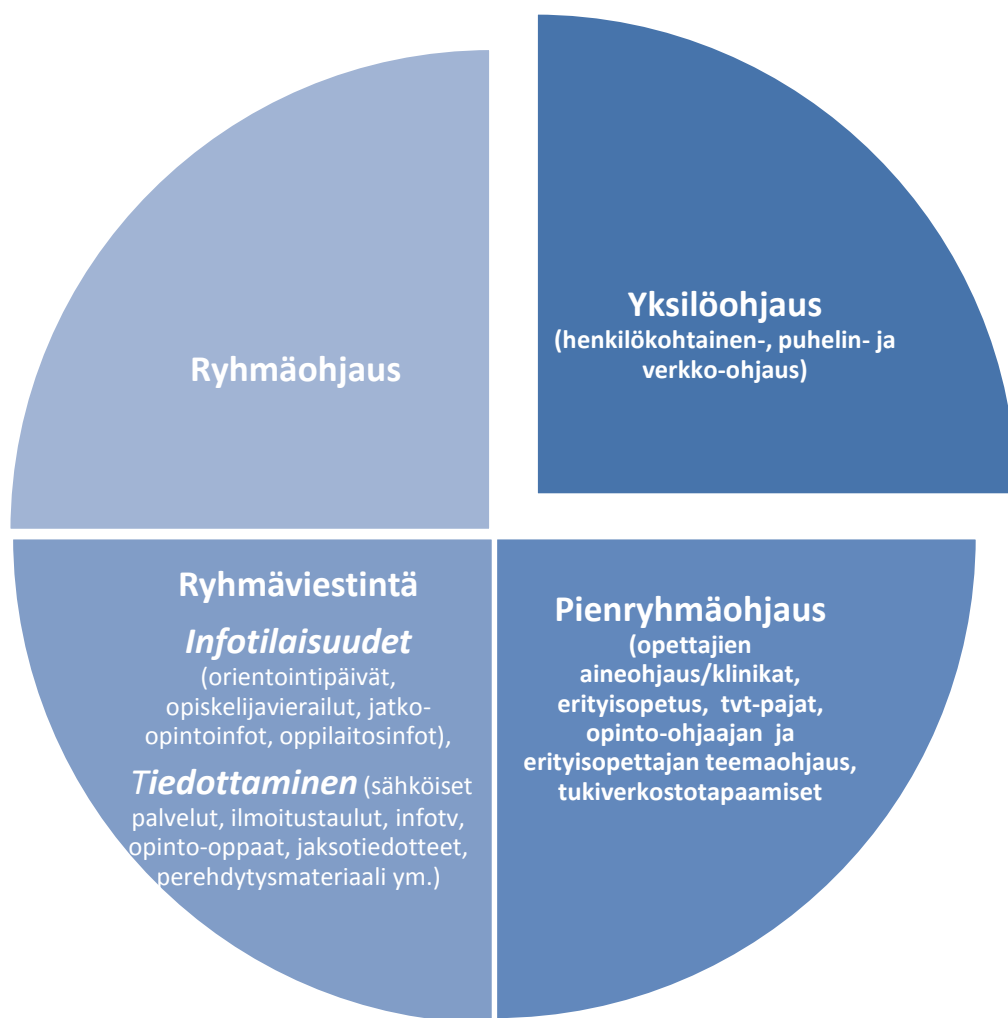 Ryhmäohjaus
Yksilöohjaus
(henkilökohtainen-, puhelin- ja
verkko-ohjaus)
Ryhmäviestintä
Infotilaisuudet
(orientointipäivät,
opiskelijavierailut, jatko-
opintoinfot, oppilaitosinfot),
Tiedottaminen (sähköiset
palvelut, ilmoitustaulut, infotv,
opinto-oppaat, jaksotiedotteet,
perehdytysmateriaali ym.)
Pienryhmäohjaus
(opettajien
aineohjaus/klinikat,
erityisopetus, tvt-pajat,
opinto-ohjaajan ja
erityisopettajan teemaohjaus,
tukiverkostotapaamiset